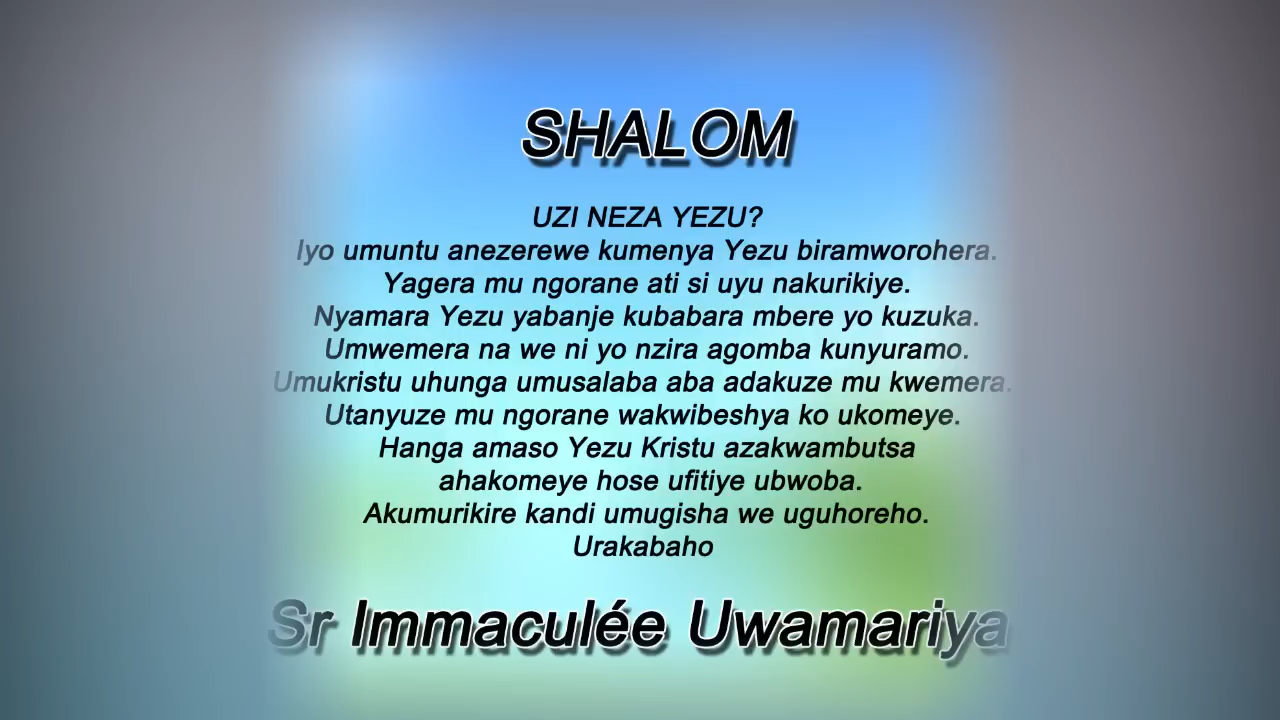 SHALOM
UZI NEZA YEZU?
Iyo umuntu anezerewe kumenya Yezu biramworohera.
Yagera mu ngorane ati si uyu nakurikiye.
Nyamara Yezu yabanje kubabara mbere yo kuzuka.
Umwemera na we ni yo nzira agomba kunyuramo.
Umukristu uhunga umusalaba aba adakuze mu kwemera.
Utanyuze mu ngorane wakwibeshya ko ukomeye.
Hanga amaso Yezu Kristu azakwambutsa
ahakomeye hose ufitiye ubwoba.
Akumurikire kandi umugisha we uguhoreho.
Urakabaho
Sr Immaculée Uwamariya